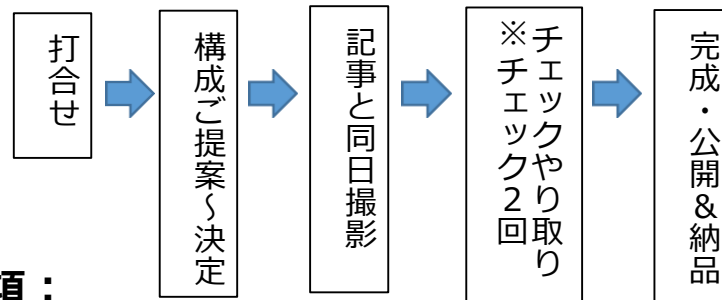 打合せ
構成ご提案～決定
記事と同日撮影
チェックやり取り
※チェック2回
完成・公開&納品
項：